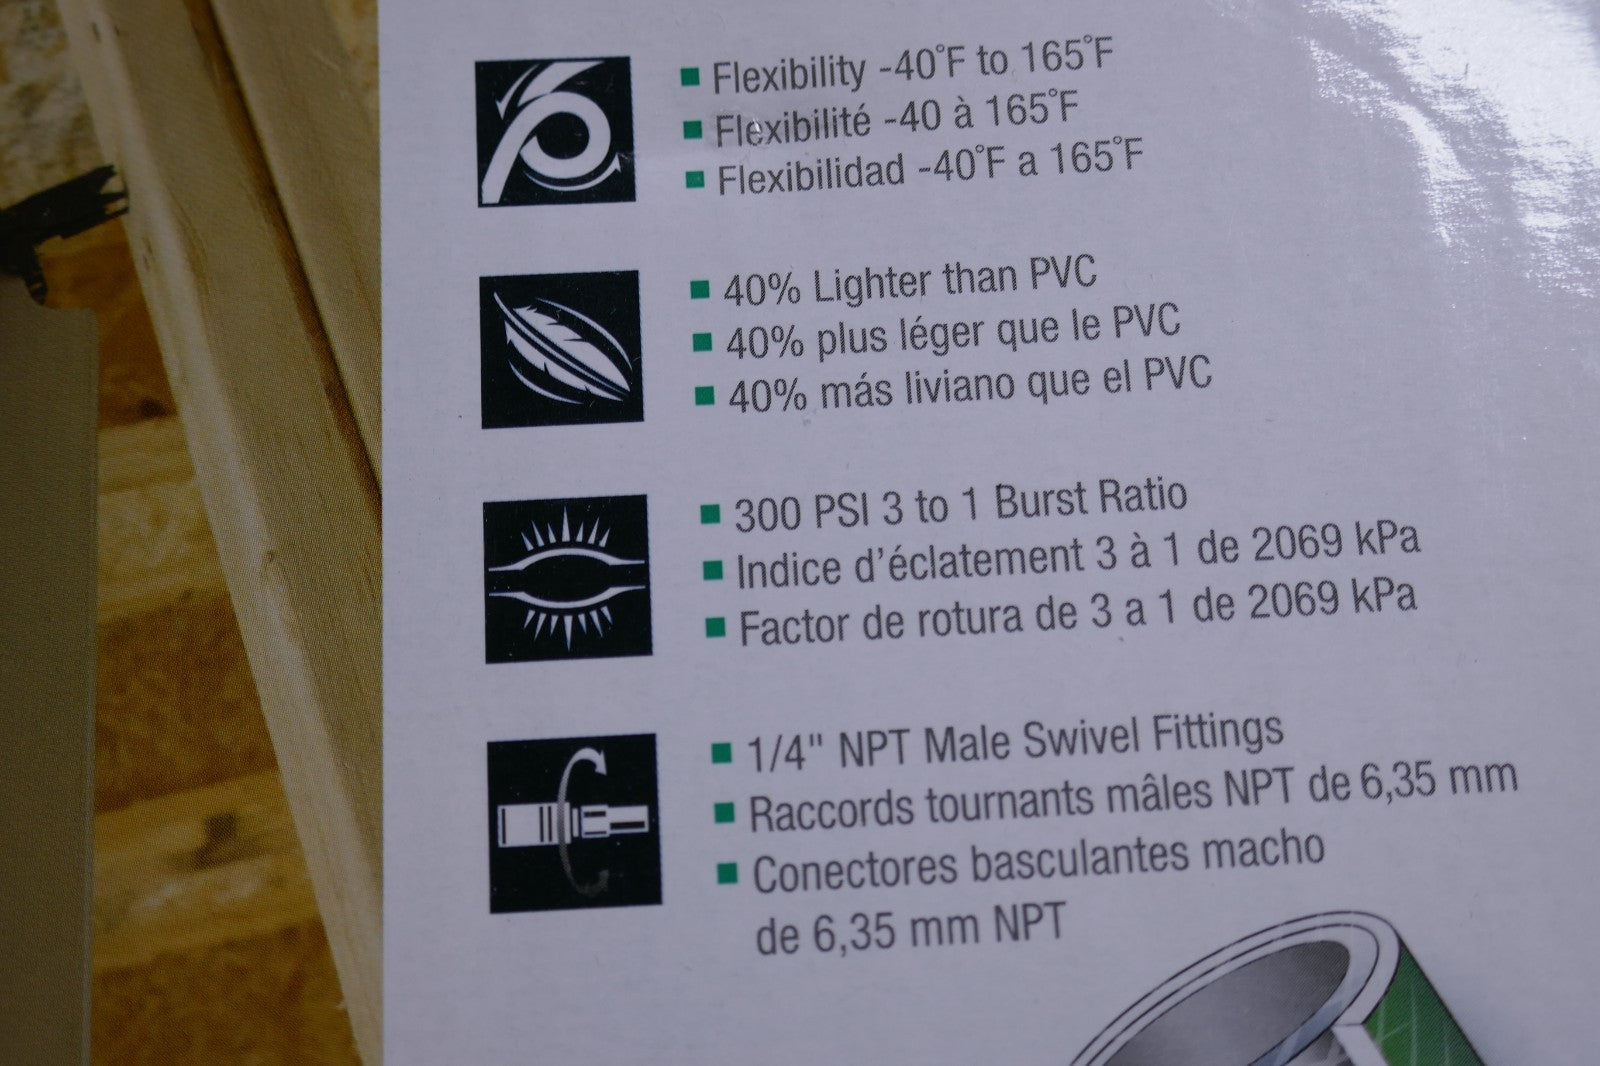 Flexibility -40°F to 165°F
Flexibilité -40 à 165°F
Flexibilidad -40°F a 165°F
40% Lighter than PVC
40% plus léger que le PVC
40% más liviano que el PVC
300 PSI 3 to 1 Burst Ratio
Indice d'éclatement 3 à 1 de 2069 kPa
Factor de rotura de 3 a 1 de 2069 kPa
1/4" NPT Male Swivel Fittings
Raccords tournants mâles NPT de 6,35 mm
Conectores basculantes macho
de 6,35 mm NPT